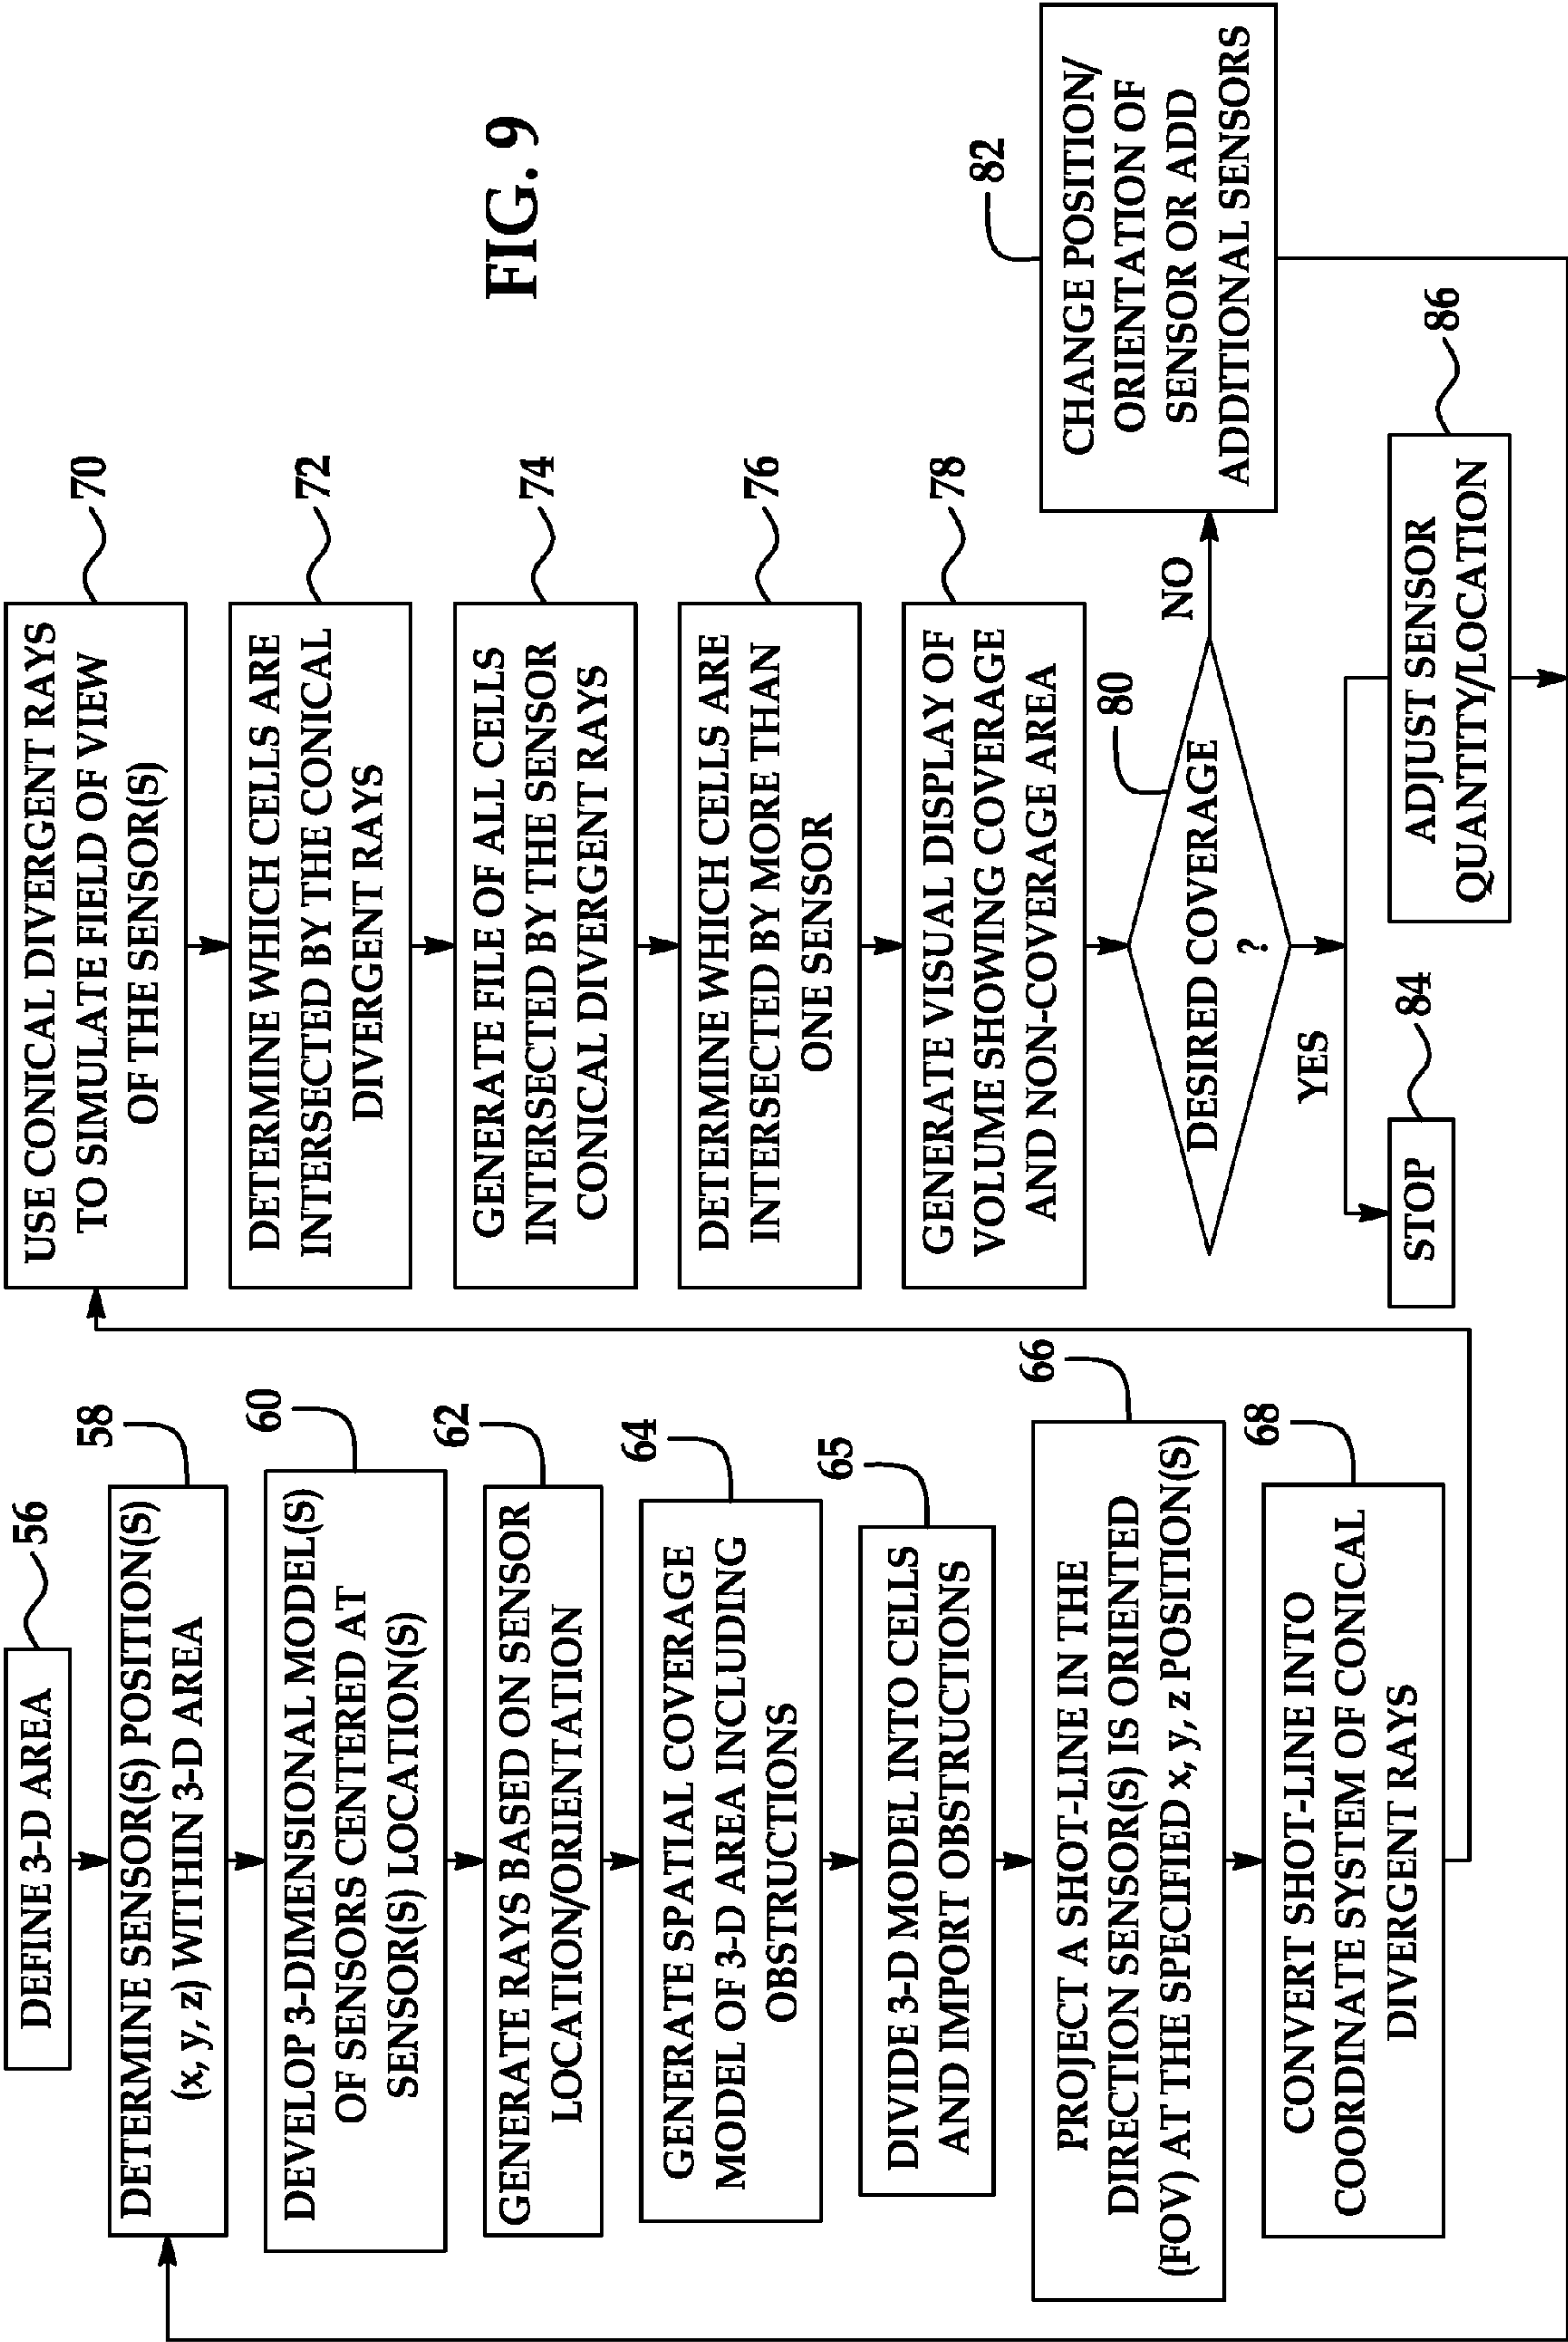 DEFINE 3-D AREA
56
DETERMINE SENSOR(S) POSITION(S)
(x, y, z) WITHIN 3-D AREA
58
DEVELOP 3-DIMENSIONAL MODEL(S)
OF SENSORS CENTERED AT
SENSOR(S) LOCATION(S)
60
GENERATE RAYS BASED ON SENSOR
LOCATION/ORIENTATION
62
GENERATE SPATIAL COVERAGE
MODEL OF 3-D AREA INCLUDING
OBSTRUCTIONS
64
DIVIDE 3-D MODEL INTO CELLS
AND IMPORT OBSTRUCTIONS
65
PROJECT A SHOT-LINE IN THE
DIRECTION SENSOR(S) IS ORIENTED
(FOV) AT THE SPECIFIED x, y, z POSITION(S)
66
CONVERT SHOT-LINE INTO
COORDINATE SYSTEM OF CONICAL
DIVERGENT RAYS
68
USE CONICAL DIVERGENT RAYS
TO SIMULATE FIELD OF VIEW
OF THE SENSOR(S)
70
DETERMINE WHICH CELLS ARE
INTERSECTED BY THE CONICAL
DIVERGENT RAYS
72
GENERATE FILE OF ALL CELLS
INTERSECTED BY THE SENSOR
CONICAL DIVERGENT RAYS
74
DETERMINE WHICH CELLS ARE
INTERSECTED BY MORE THAN
ONE SENSOR
76
GENERATE VISUAL DISPLAY OF
VOLUME SHOWING COVERAGE
AND NON-COVERAGE AREA
78
DESIRED COVERAGE
?
80
NO
CHANGE POSITION/
ORIENTATION OF
SENSOR OR ADD
ADDITIONAL SENSORS
82
YES
STOP
84
ADJUST SENSOR
QUANTITY/LOCATION
86
FIG. 9